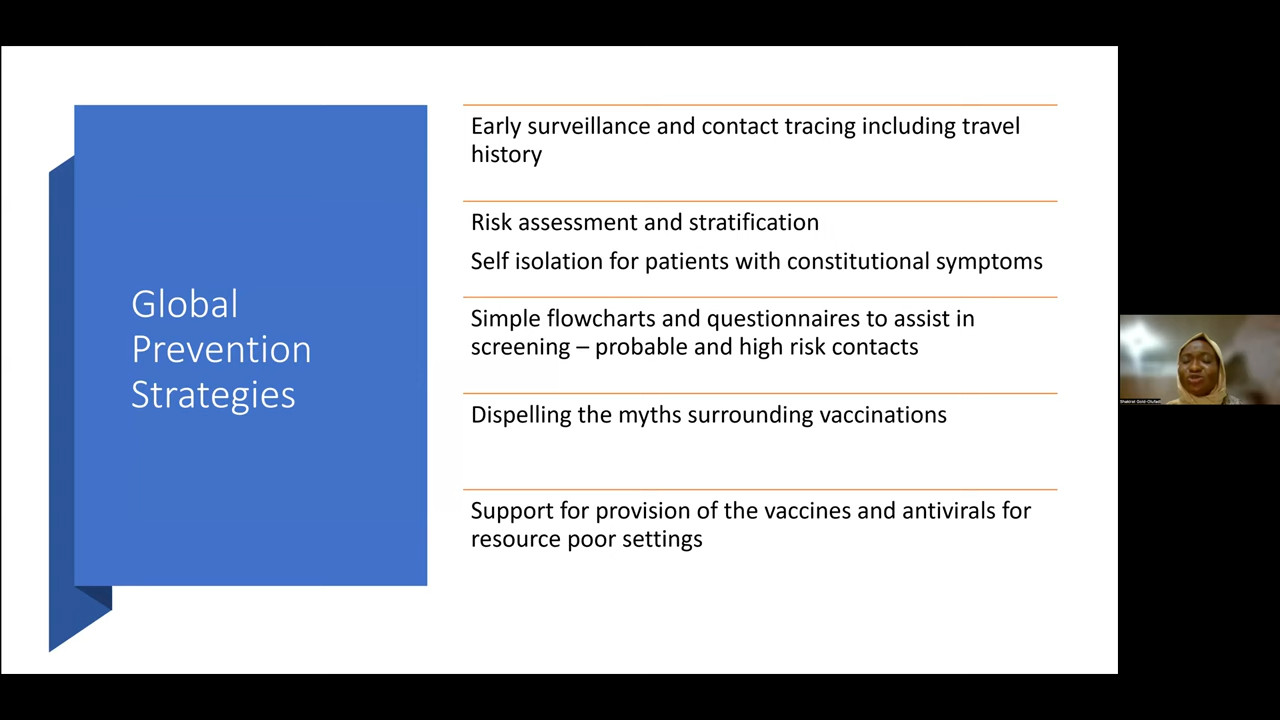 Global
Prevention
Strategies
Early surveillance and contact tracing including travel
history
Risk assessment and stratification
Self isolation for patients with constitutional symptoms
Simple flowcharts and questionnaires to assist in
screening – probable and high risk contacts
Dispelling the myths surrounding vaccinations
Support for provision of the vaccines and antivirals for
resource poor settings